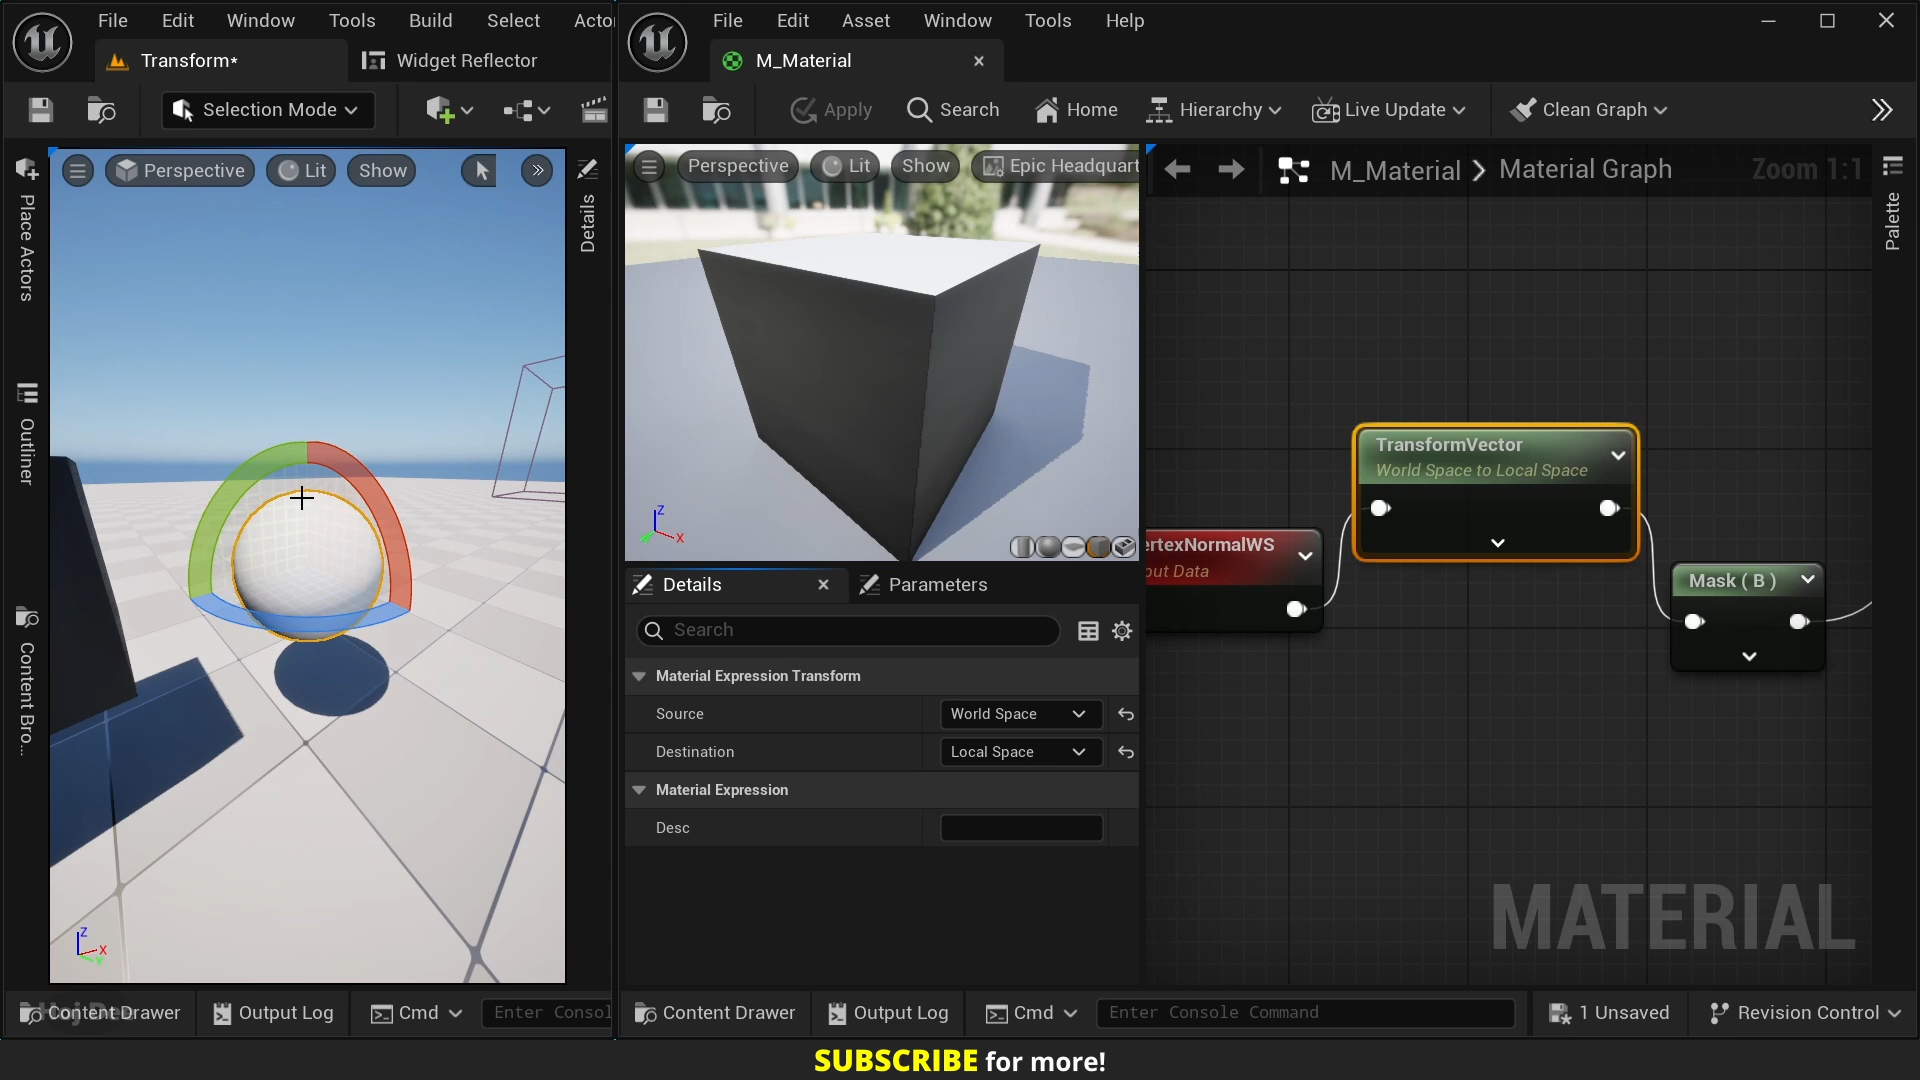 File Edit Window Tools Build Select Acto
Transform*
Widget Reflector
Selection Mode
Perspective
Lit
Show
Place Actors
Outliner
Content Bro...
Details
Z
X
Y
Content Drawer
Output Log
Cmd
Enter Consol
File Edit Asset Window Tools Help
M_Material
Apply
Search
Home
Hierarchy
Live Update
Clean Graph
Perspective
Lit
Show
Epic Headquart
Z
X
Details
Parameters
Search
Material Expression Transform
Source
World Space
Destination
Local Space
Material Expression
Desc
M_Material
Material Graph
Zoom 1:1
Palette
ertexNormalWS
out Data
TransformVector
World Space to Local Space
Mask ( B )
MATERIAL
Content Drawer
Output Log
Cmd
Enter Console Command
1 Unsaved
Revision Control
SUBSCRIBE for more!